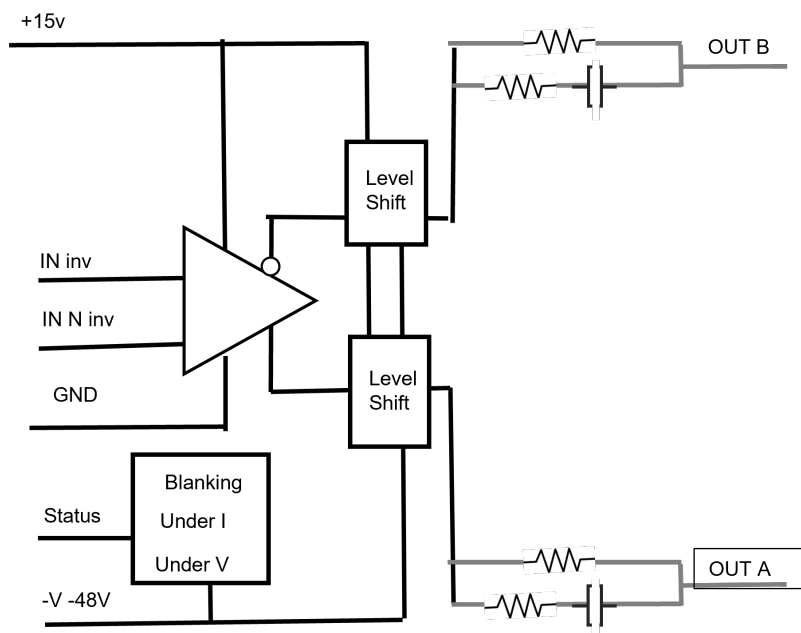 +15v
OUT B
Level
Shift
IN inv
IN N inv
Level
Shift
GND
Blanking
Status
Under I
Under V
OUT A
-V -48V